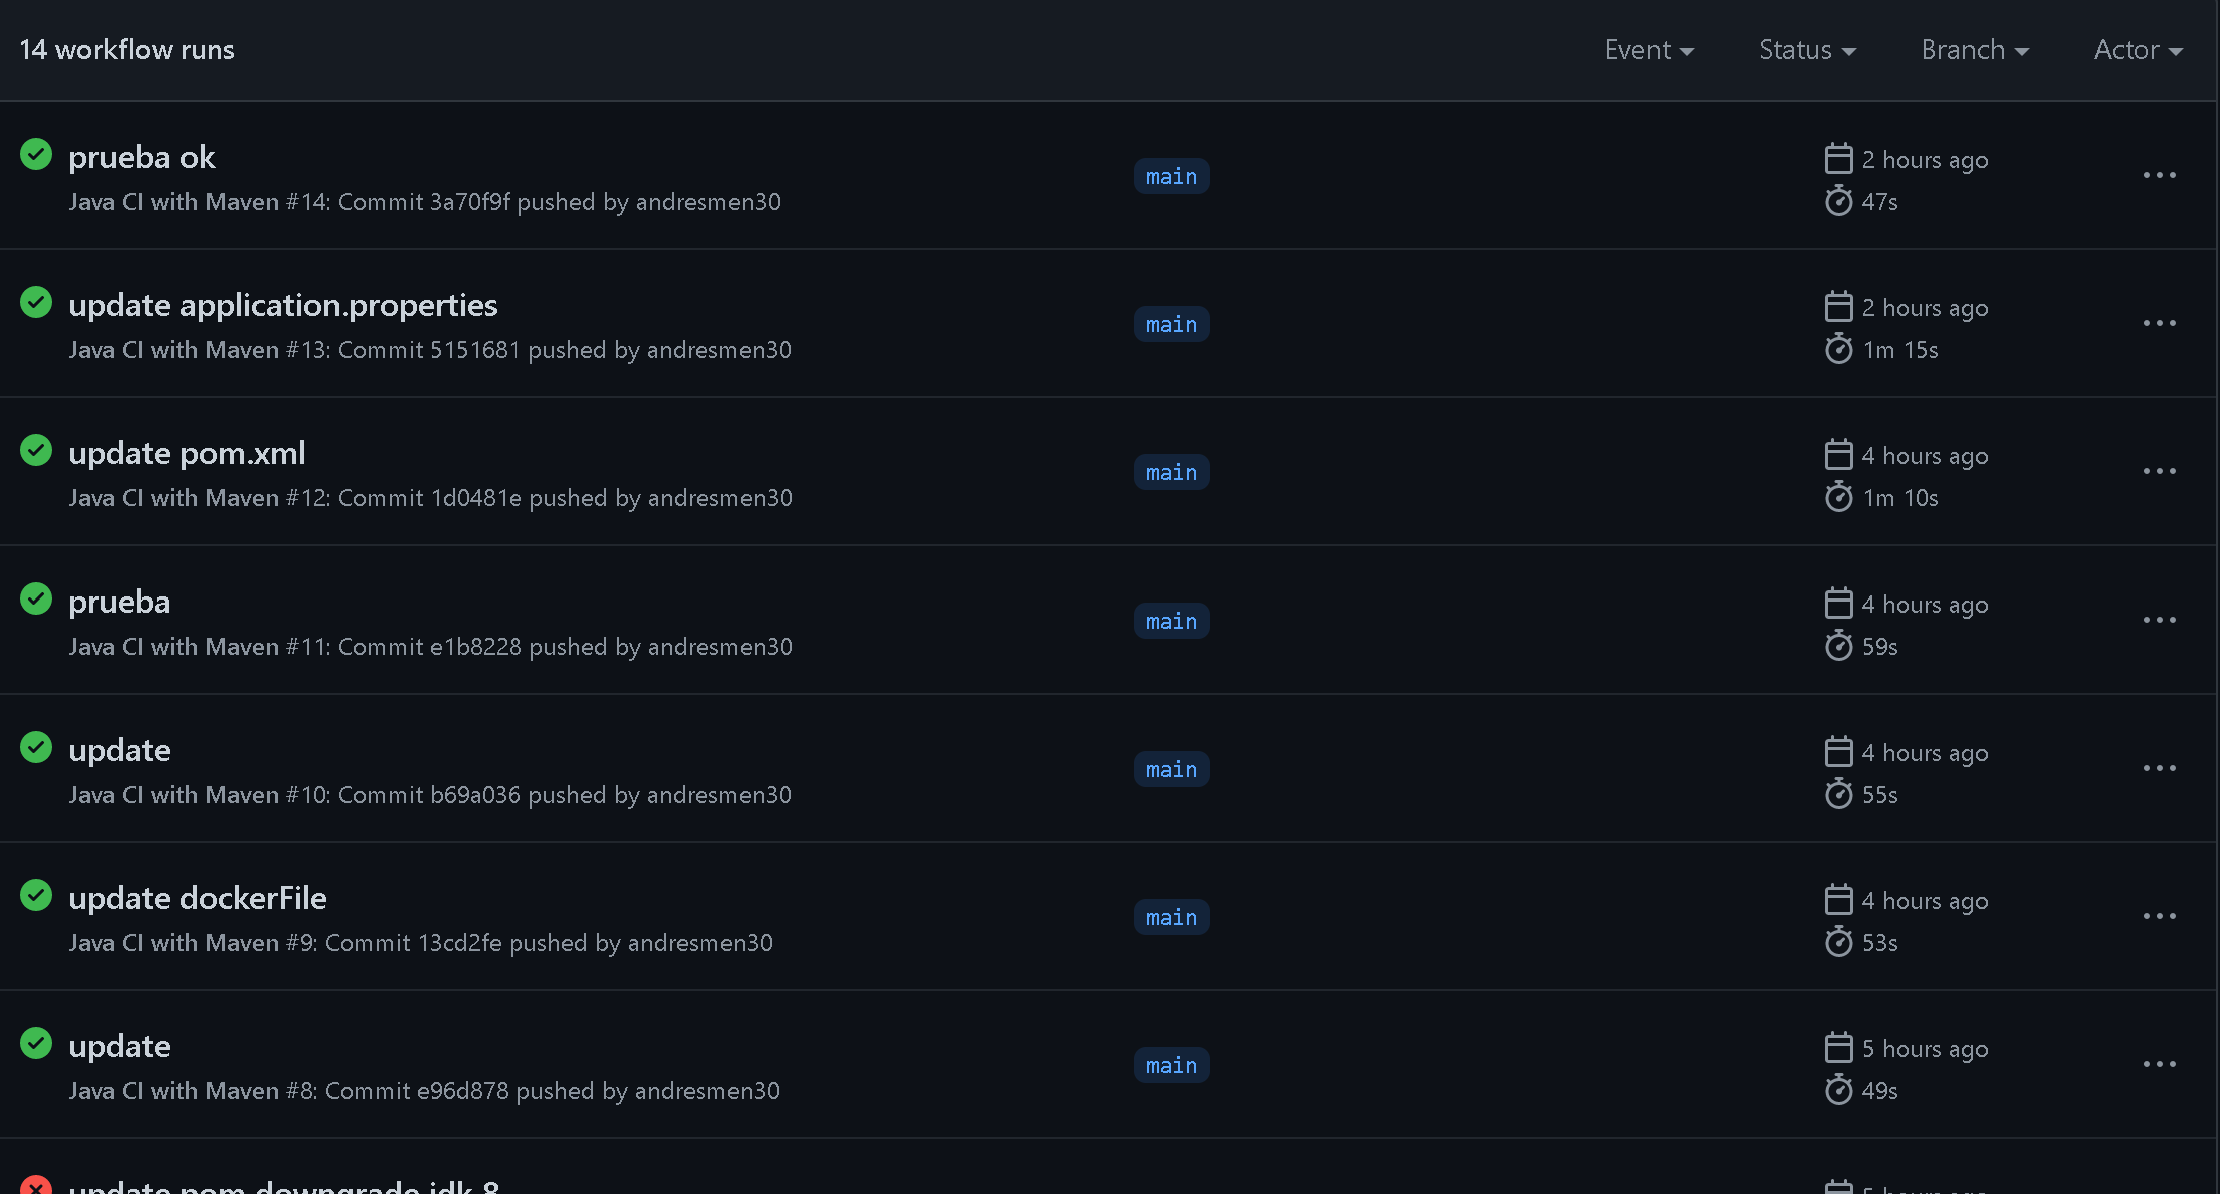 14 workflow runs
Event Status Branch Actor
prueba ok
Java CI with Maven #14: Commit 3a70f9f pushed by andresmen30
main
2 hours ago
47s
update application.properties
Java CI with Maven #13: Commit 5151681 pushed by andresmen30
main
2 hours ago
1m 15s
update pom.xml
Java CI with Maven #12: Commit 1d0481e pushed by andresmen30
main
4 hours ago
1m 10s
prueba
Java CI with Maven #11: Commit e1b8228 pushed by andresmen30
main
4 hours ago
59s
update
Java CI with Maven #10: Commit b69a036 pushed by andresmen30
main
4 hours ago
55s
update dockerFile
Java CI with Maven #9: Commit 13cd2fe pushed by andresmen30
main
4 hours ago
53s
update
Java CI with Maven #8: Commit e96d878 pushed by andresmen30
main
5 hours ago
49s
update pom downgrade jdk 8
5 hours ago